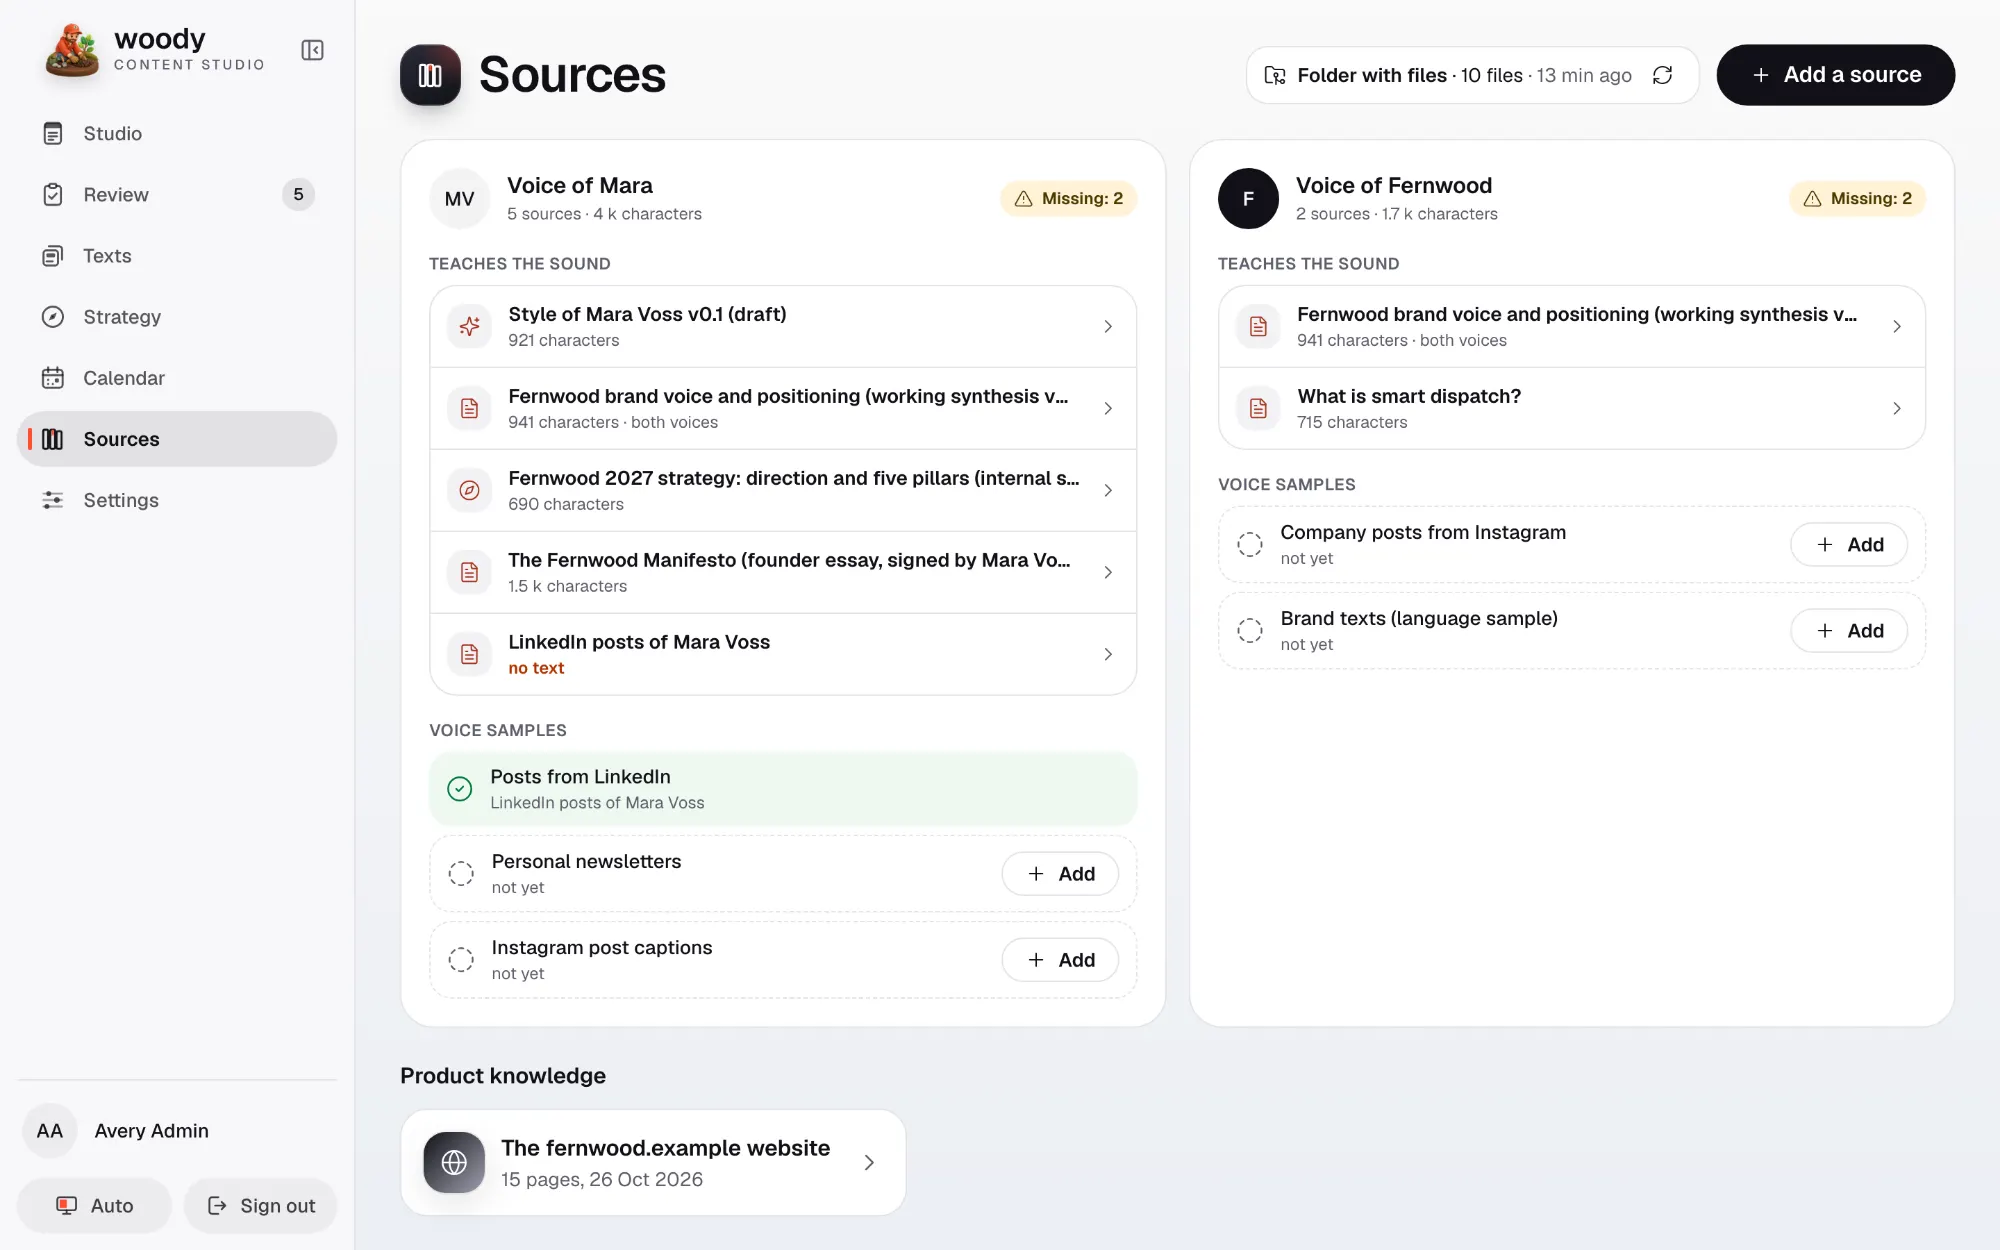 woody
CONTENT STUDIO
Studio
Review
5
Texts
Strategy
Calendar
Sources
Settings
AA
Avery Admin
Auto
Sign out
Sources
Folder with files · 10 files · 13 min ago
Add a source
MV
Voice of Mara
5 sources · 4 k characters
Missing: 2
TEACHES THE SOUND
Style of Mara Voss v0.1 (draft)
921 characters
Fernwood brand voice and positioning (working synthesis v...
941 characters · both voices
Fernwood 2027 strategy: direction and five pillars (internal s...
690 characters
The Fernwood Manifesto (founder essay, signed by Mara Vo...
1.5 k characters
LinkedIn posts of Mara Voss
no text
VOICE SAMPLES
Posts from LinkedIn
LinkedIn posts of Mara Voss
Personal newsletters
not yet
Add
Instagram post captions
not yet
Add
F
Voice of Fernwood
2 sources · 1.7 k characters
Missing: 2
TEACHES THE SOUND
Fernwood brand voice and positioning (working synthesis v...
941 characters · both voices
What is smart dispatch?
715 characters
VOICE SAMPLES
Company posts from Instagram
not yet
Add
Brand texts (language sample)
not yet
Add
Product knowledge
The fernwood.example website
15 pages, 26 Oct 2026